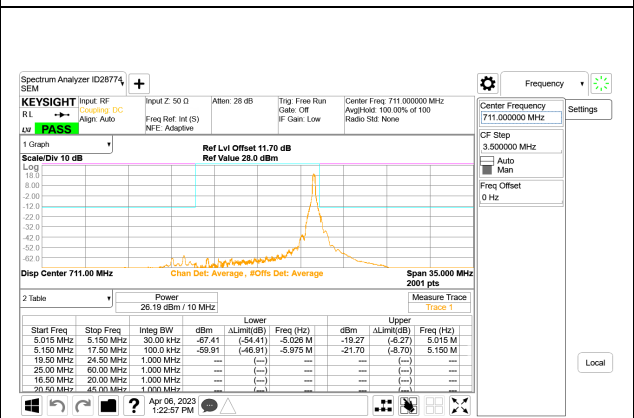 Spectrum Analyzer ID28774
SEM
+
Frequency
KEYSIGHT
RL
LXI PASS
Input: RF
Coupling: DC
Align: Auto
Input Z: 50 Ω
Freq Ref: Int (S)
NFE: Adaptive
Atten: 28 dB
Trig: Free Run
Gate: Off
IF Gain: Low
Center Freq: 711.000000 MHz
Avg|Hold: 100.00% of 100
Radio Std: None
Center Frequency
711.000000 MHz
Settings
CF Step
3.500000 MHz
Auto
Man
Freq Offset
0 Hz
1 Graph
Scale/Div 10 dB
Ref Lvl Offset 11.70 dB
Ref Value 28.0 dBm
Log
18.0
8.00
-2.00
-12.0
-22.0
-32.0
-42.0
-52.0
-62.0
Disp Center 711.00 MHz
Chan Det: Average, #Offs Det: Average
Span 35.000 MHz
2001 pts
2 Table
Power
26.19 dBm / 10 MHz
Measure Trace
Trace 1
Lower Upper
Start Freq Stop Freq Integ BW dBm ΔLimit(dB) Freq (Hz) dBm ΔLimit(dB) Freq (Hz)
5.015 MHz 5.150 MHz 30.00 kHz -67.41 (-54.41) -5.026 M -19.27 (-6.27) 5.015 M
5.150 MHz 17.50 MHz 100.0 kHz -59.91 (-46.91) -5.975 M -21.70 (-8.70) 5.150 M
19.50 MHz 24.50 MHz 1.000 MHz --- (---) --- --- (---) ---
25.00 MHz 60.00 MHz 1.000 MHz --- (---) --- --- (---) ---
16.50 MHz 20.00 MHz 1.000 MHz --- (---) --- --- (---) ---
20.50 MHz 45.00 MHz 1.000 MHz --- (---) --- --- (---) ---
Local
?
Apr 06, 2023
1:22:57 PM